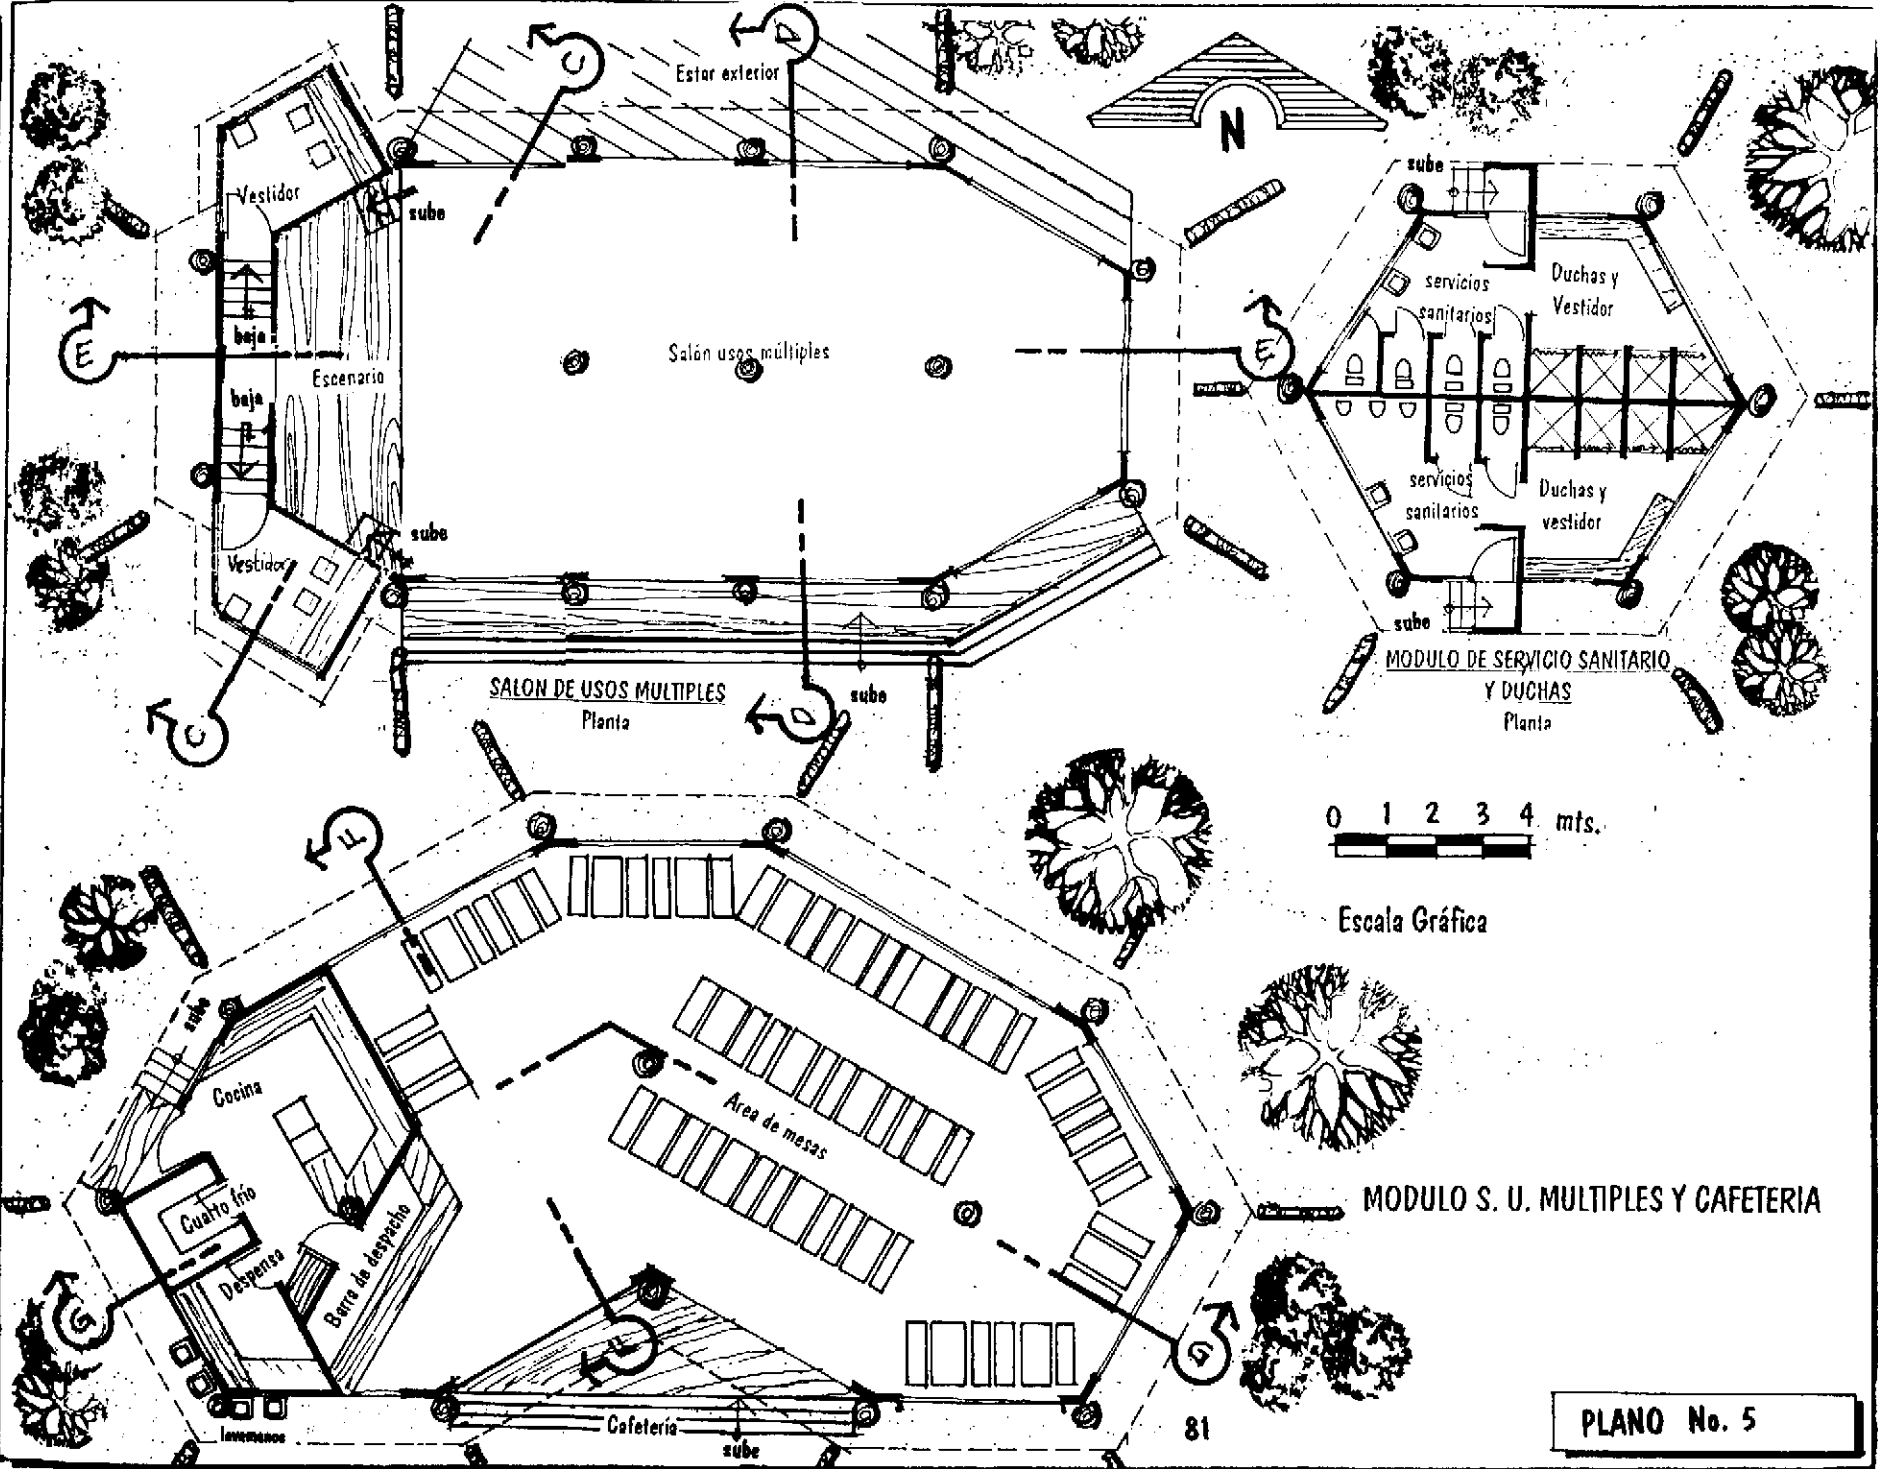 C
D
Estar exterior
N
Vestidor
sube
sube
E
baja
Escenario
baja
Salón usos múltiples
E
servicios
sanitarios
Duchas y
Vestidor
servicios
sanitarios
Duchas y
vestidor
sube
Vestidor
sube
C
D
sube
SALON DE USOS MULTIPLES
Planta
MODULO DE SERVICIO SANITARIO
Y DUCHAS
Planta
0 1 2 3 4 mts.
Escala Gráfica
F
sube
Cocina
Area de mesas
Cuarto frío
Despensa
Barra de despacho
G
F
G
MODULO S. U. MULTIPLES Y CAFETERIA
lavamanos
Cafetería
sube
81
PLANO No. 5